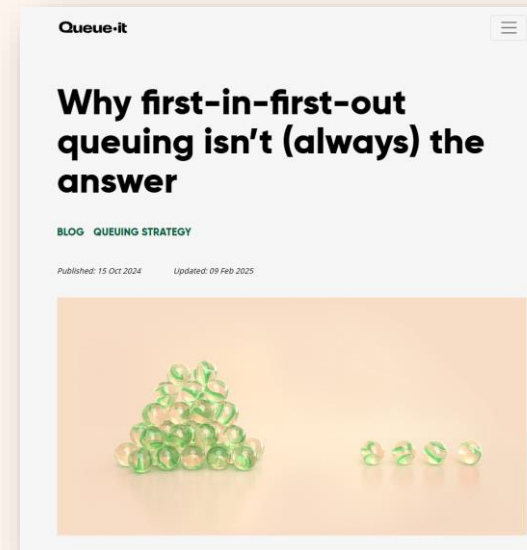 Queue-it
Why first-in-first-out
queuing isn’t (always) the
answer
BLOG QUEUING STRATEGY
Published: 15 Oct 2024 Updated: 09 Feb 2025